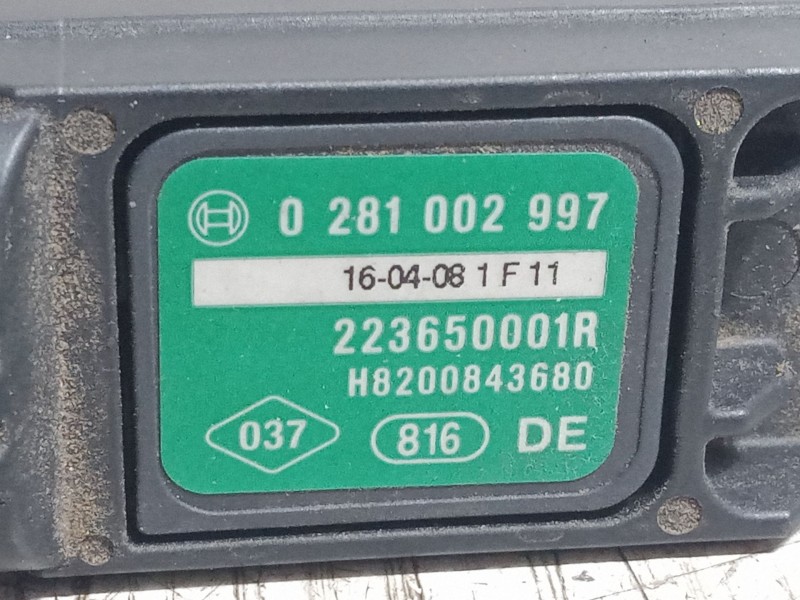 0 281 002 997
16-04-08 1 F 11
223650001R
H8200843680
037 816 DE